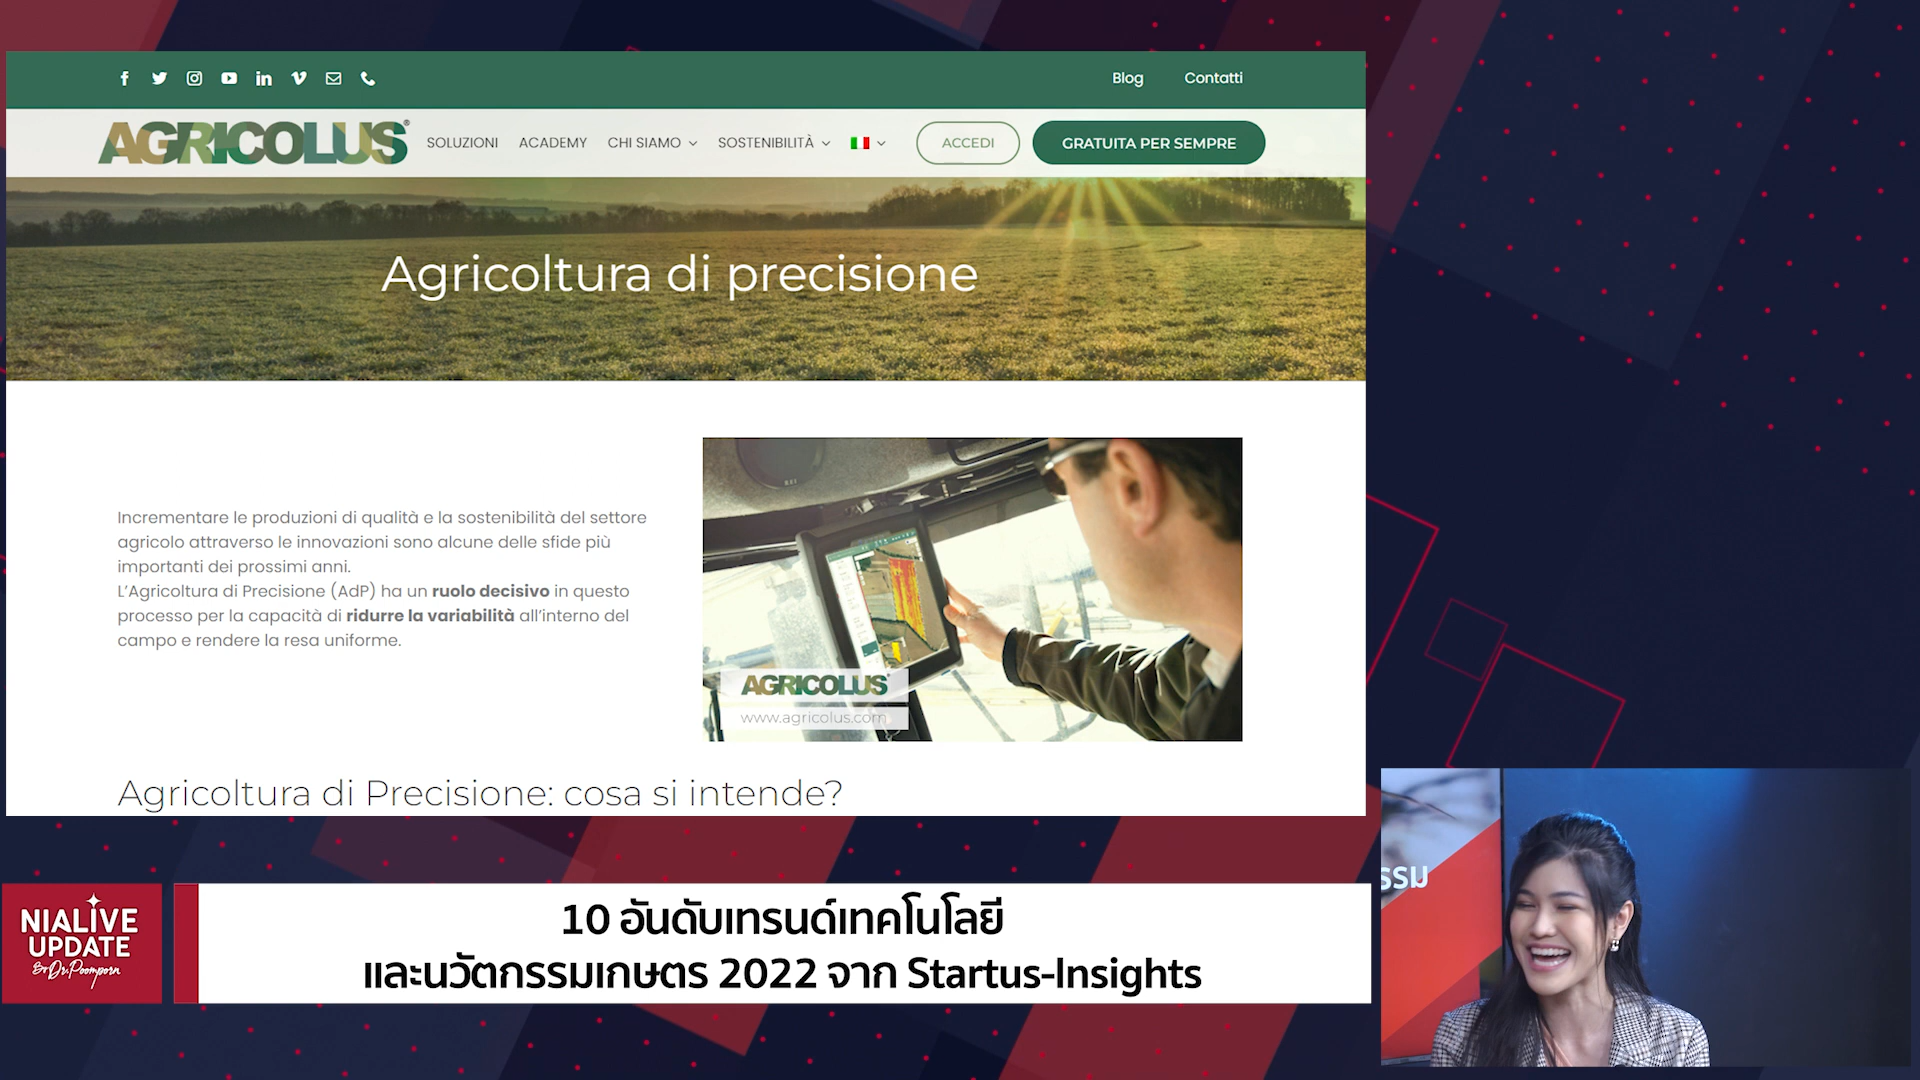 Blog Contatti
AGRICOLUS®
SOLUZIONI ACADEMY CHI SIAMO SOSTENIBILITÀ ACCEDI GRATUITA PER SEMPRE
Agricoltura di precisione
Incrementare le produzioni di qualità e la sostenibilità del settore
agricolo attraverso le innovazioni sono alcune delle sfide più
importanti dei prossimi anni.
L'Agricoltura di Precisione (AdP) ha un ruolo decisivo in questo
processo per la capacità di ridurre la variabilità all'interno del
campo e rendere la resa uniforme.
AGRICOLUS
www.agricolus.com
Agricoltura di Precisione: cosa si intende?
NIALIVE
UPDATE
By Dr.Poomporn
10 อันดับเทรนด์เทคโนโลยี
และนวัตกรรมเกษตร 2022 จาก Startus-Insights
รรม